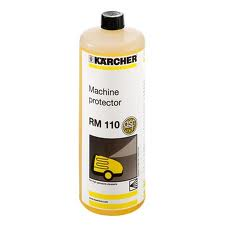 KÄRCHER
Machine
protector
RM 110